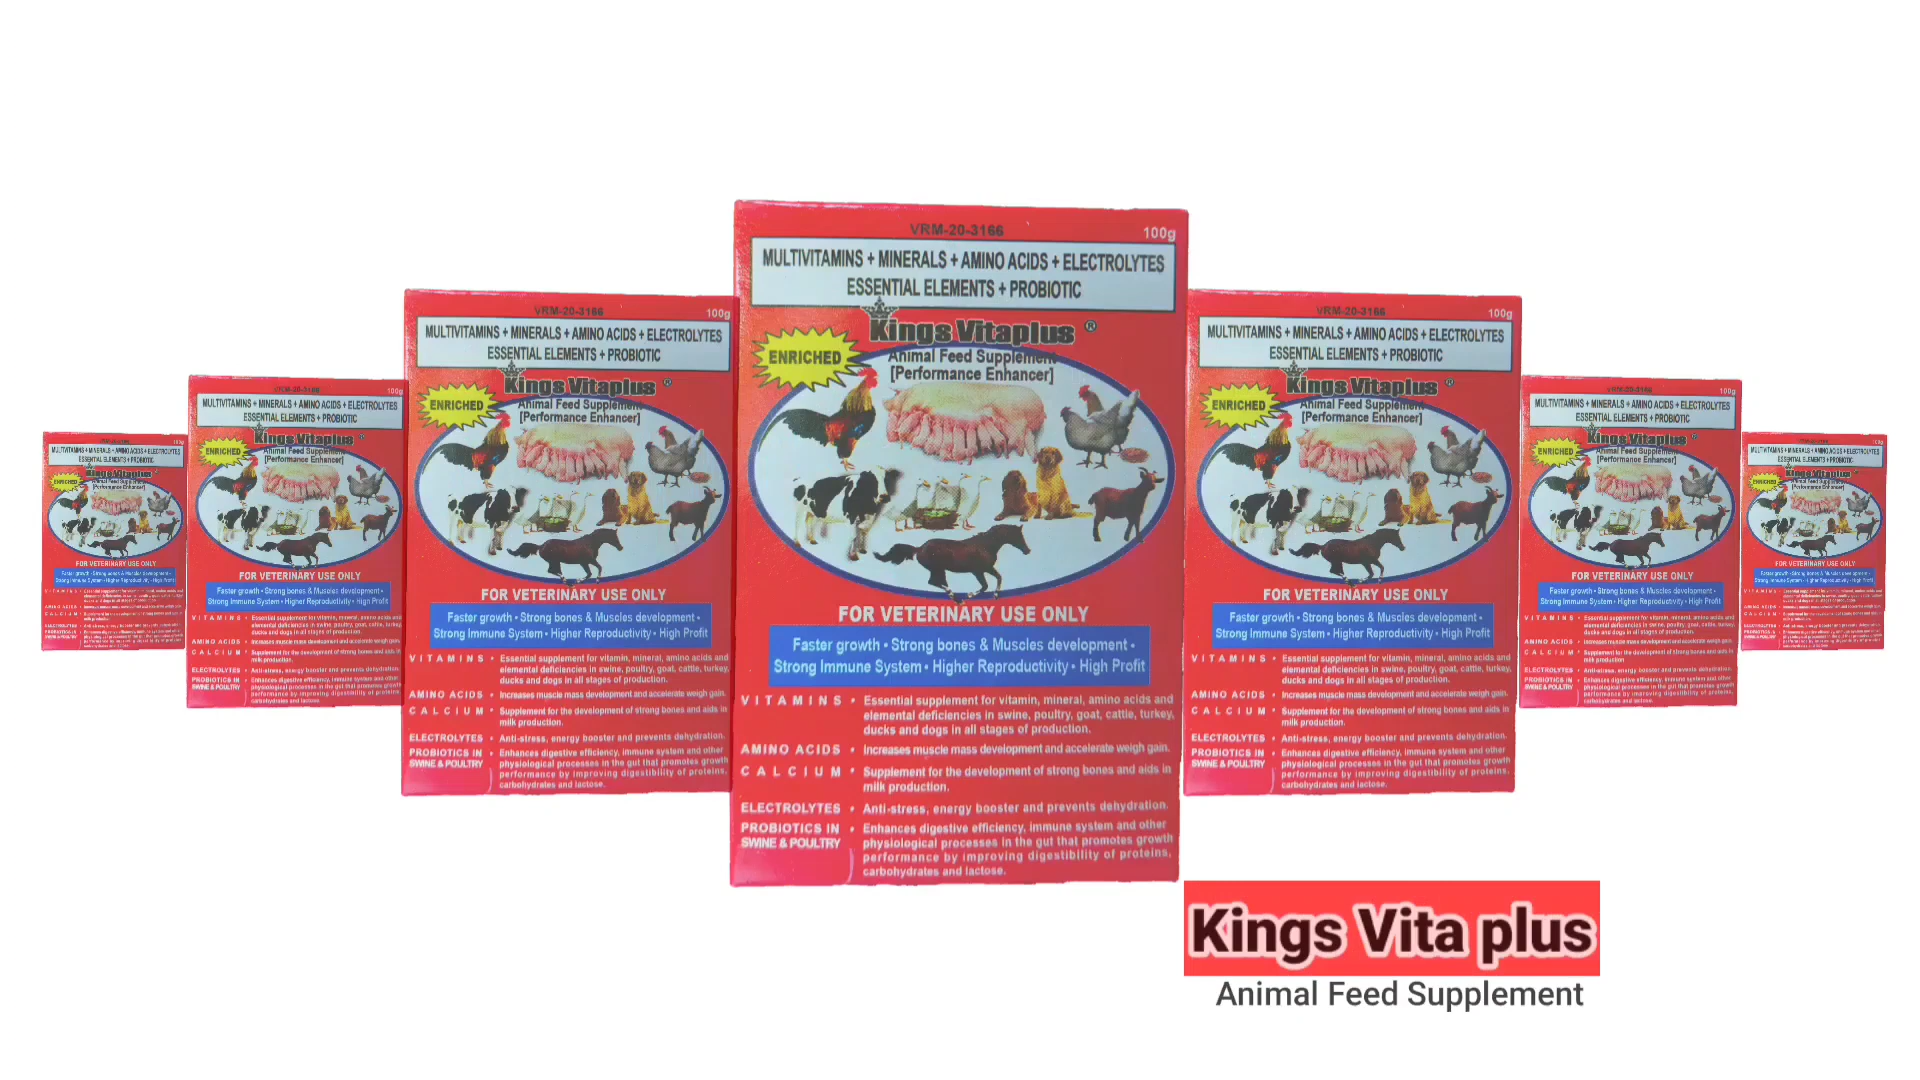 VRM-20-3166
100g
MULTIVITAMINS + MINERALS + AMINO ACIDS + ELECTROLYTES
ESSENTIAL ELEMENTS + PROBIOTIC
Kings Vitaplus ®
ENRICHED
Animal Feed Supplement
[Performance Enhancer]
FOR VETERINARY USE ONLY
Faster growth • Strong bones & Muscles development •
Strong Immune System • Higher Reproductivity • High Profit
VITAMINS • Essential supplement for vitamin, mineral, amino acids and
elemental deficiencies in swine, poultry, goat, cattle, turkey,
ducks and dogs in all stages of production.
AMINO ACIDS • Increases muscle mass development and accelerate weigh gain.
CALCIUM • Supplement for the development of strong bones and aids in
milk production.
ELECTROLYTES • Anti-stress, energy booster and prevents dehydration.
PROBIOTICS IN • Enhances digestive efficiency, immune system and other
SWINE & POULTRY physiological processes in the gut that promotes growth
performance by improving digestibility of proteins,
carbohydrates and lactose.
Kings Vita plus
Animal Feed Supplement